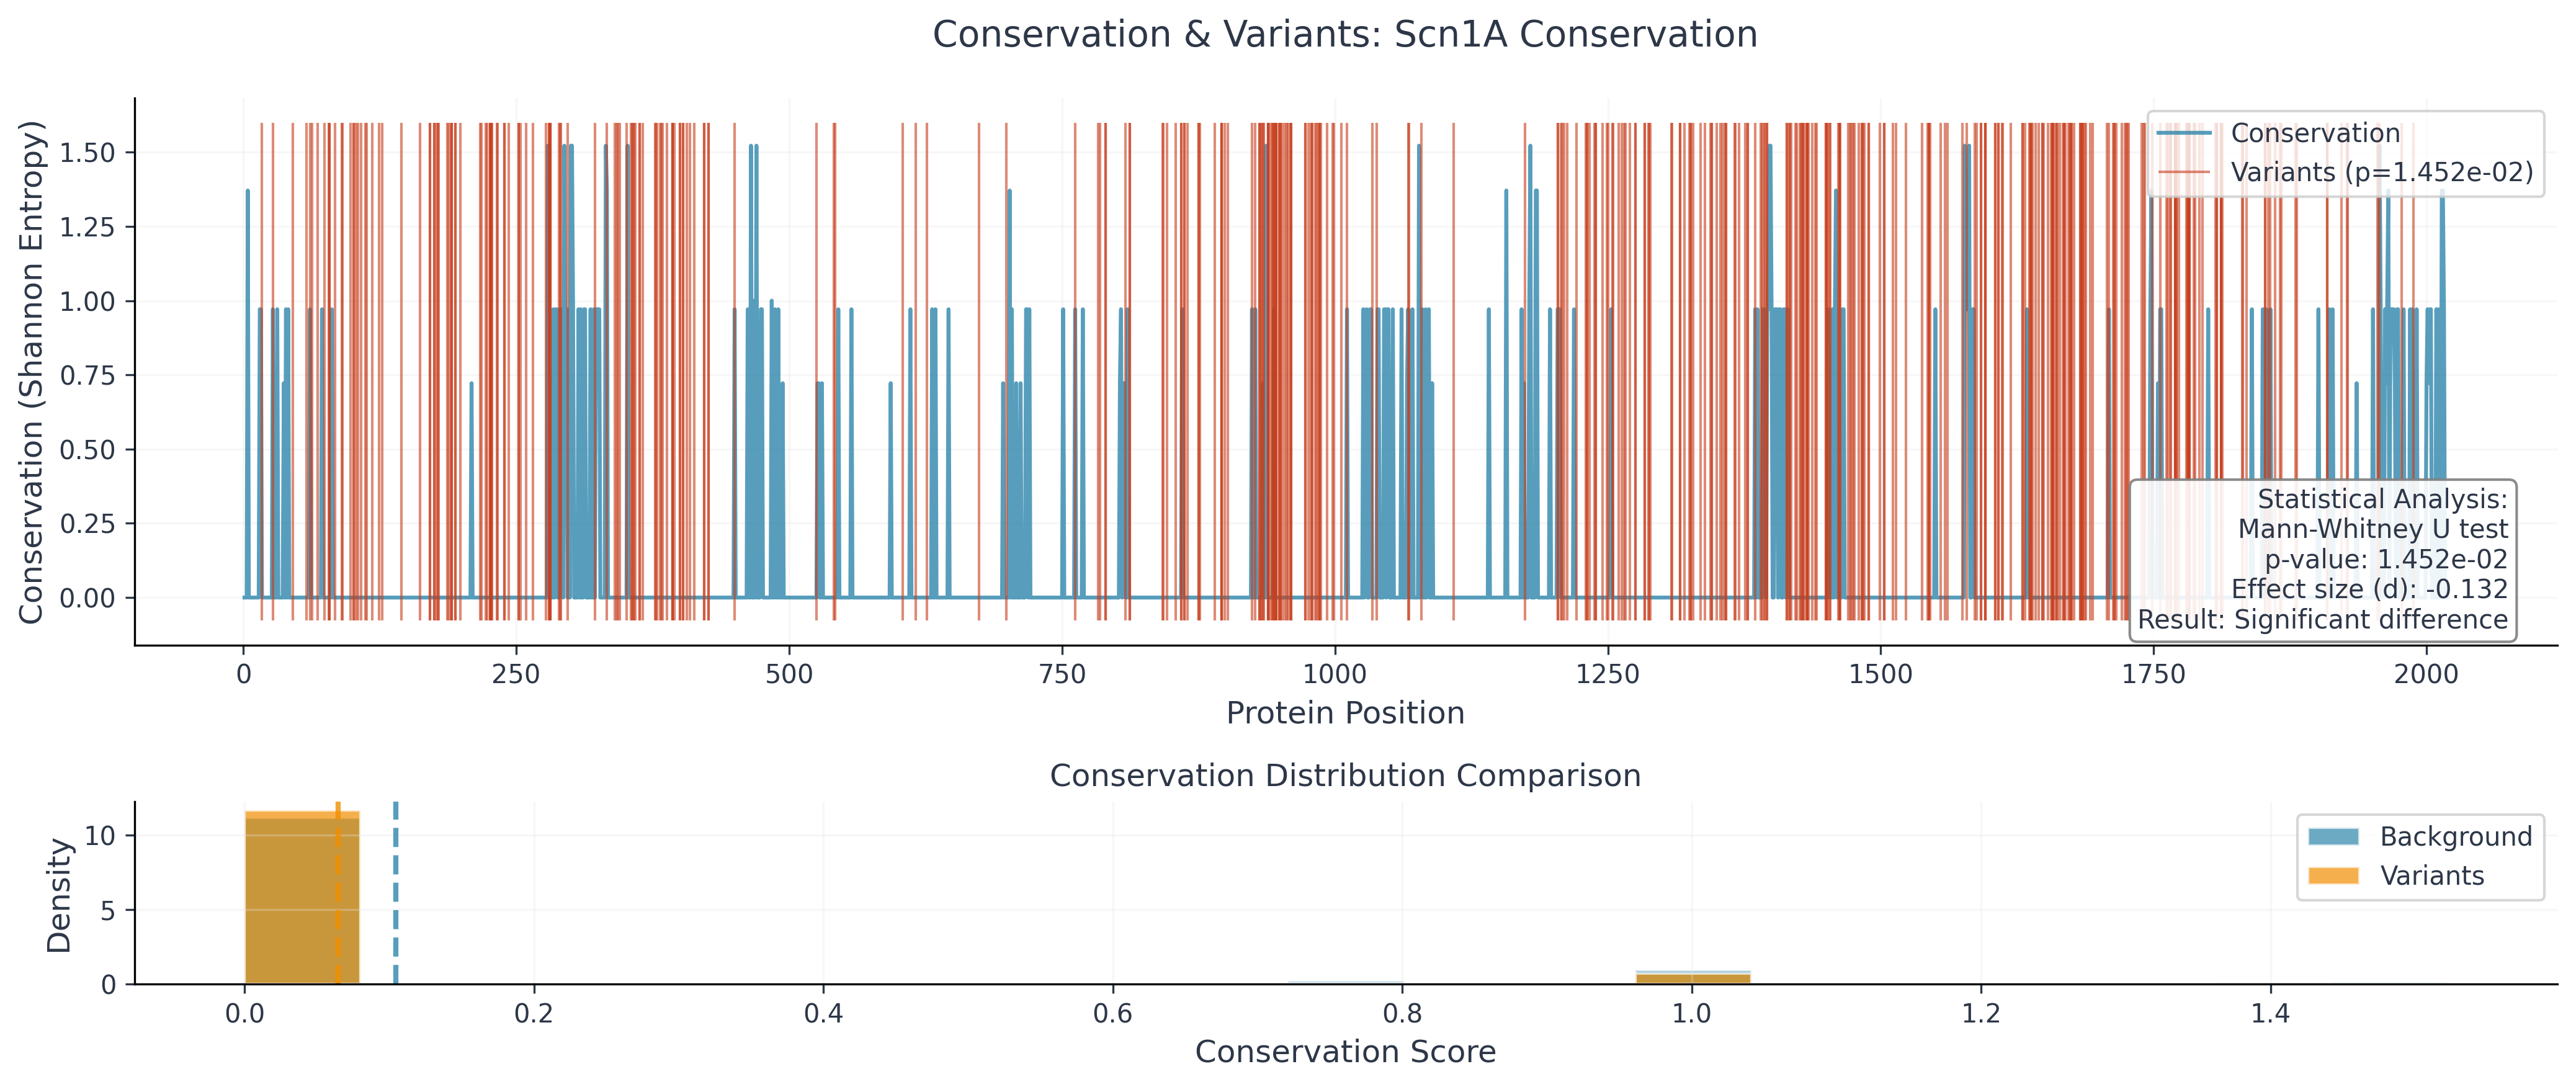 Conservation & Variants: Scn1A Conservation
Conservation (Shannon Entropy)
1.50
1.25
1.00
0.75
0.50
0.25
0.00
Conservation
Variants (p=1.452e-02)
Statistical Analysis:
Mann-Whitney U test
p-value: 1.452e-02
Effect size (d): -0.132
Result: Significant difference
0 250 500 750 1000 1250 1500 1750 2000
Protein Position
Conservation Distribution Comparison
Density
10
5
0
Background
Variants
0.0 0.2 0.4 0.6 0.8 1.0 1.2 1.4
Conservation Score